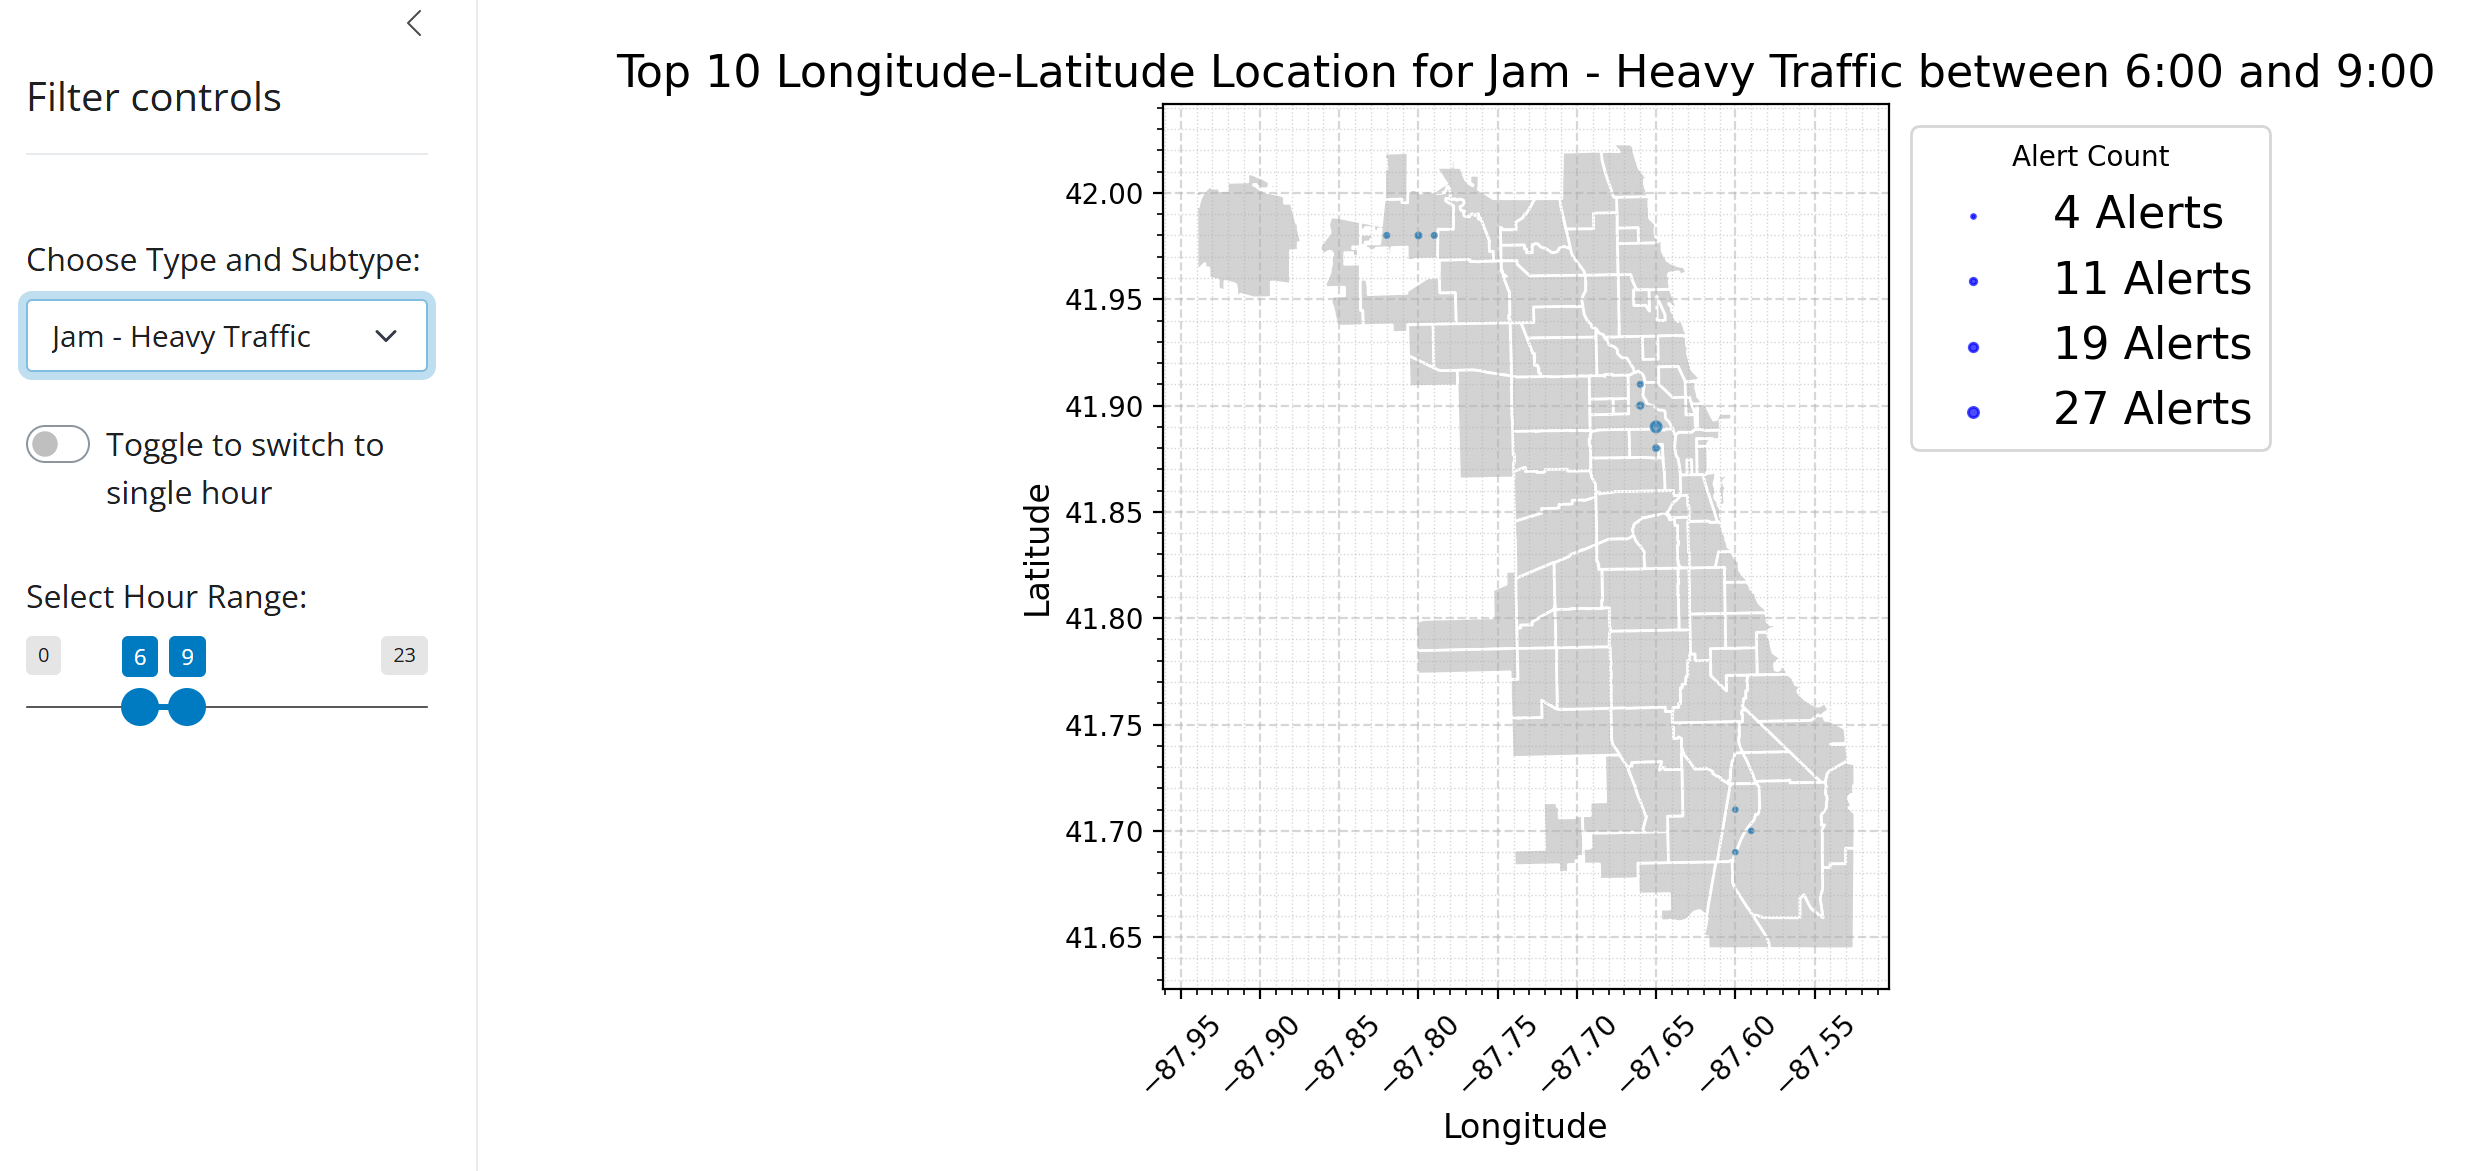 Filter controls
Choose Type and Subtype:
Jam - Heavy Traffic
Toggle to switch to
single hour
Select Hour Range:
0 6 9 23
Top 10 Longitude-Latitude Location for Jam - Heavy Traffic between 6:00 and 9:00
Latitude
42.00
41.95
41.90
41.85
41.80
41.75
41.70
41.65
−87.95 −87.90 −87.85 −87.80 −87.75 −87.70 −87.65 −87.60 −87.55
Longitude
Alert Count
4 Alerts
11 Alerts
19 Alerts
27 Alerts